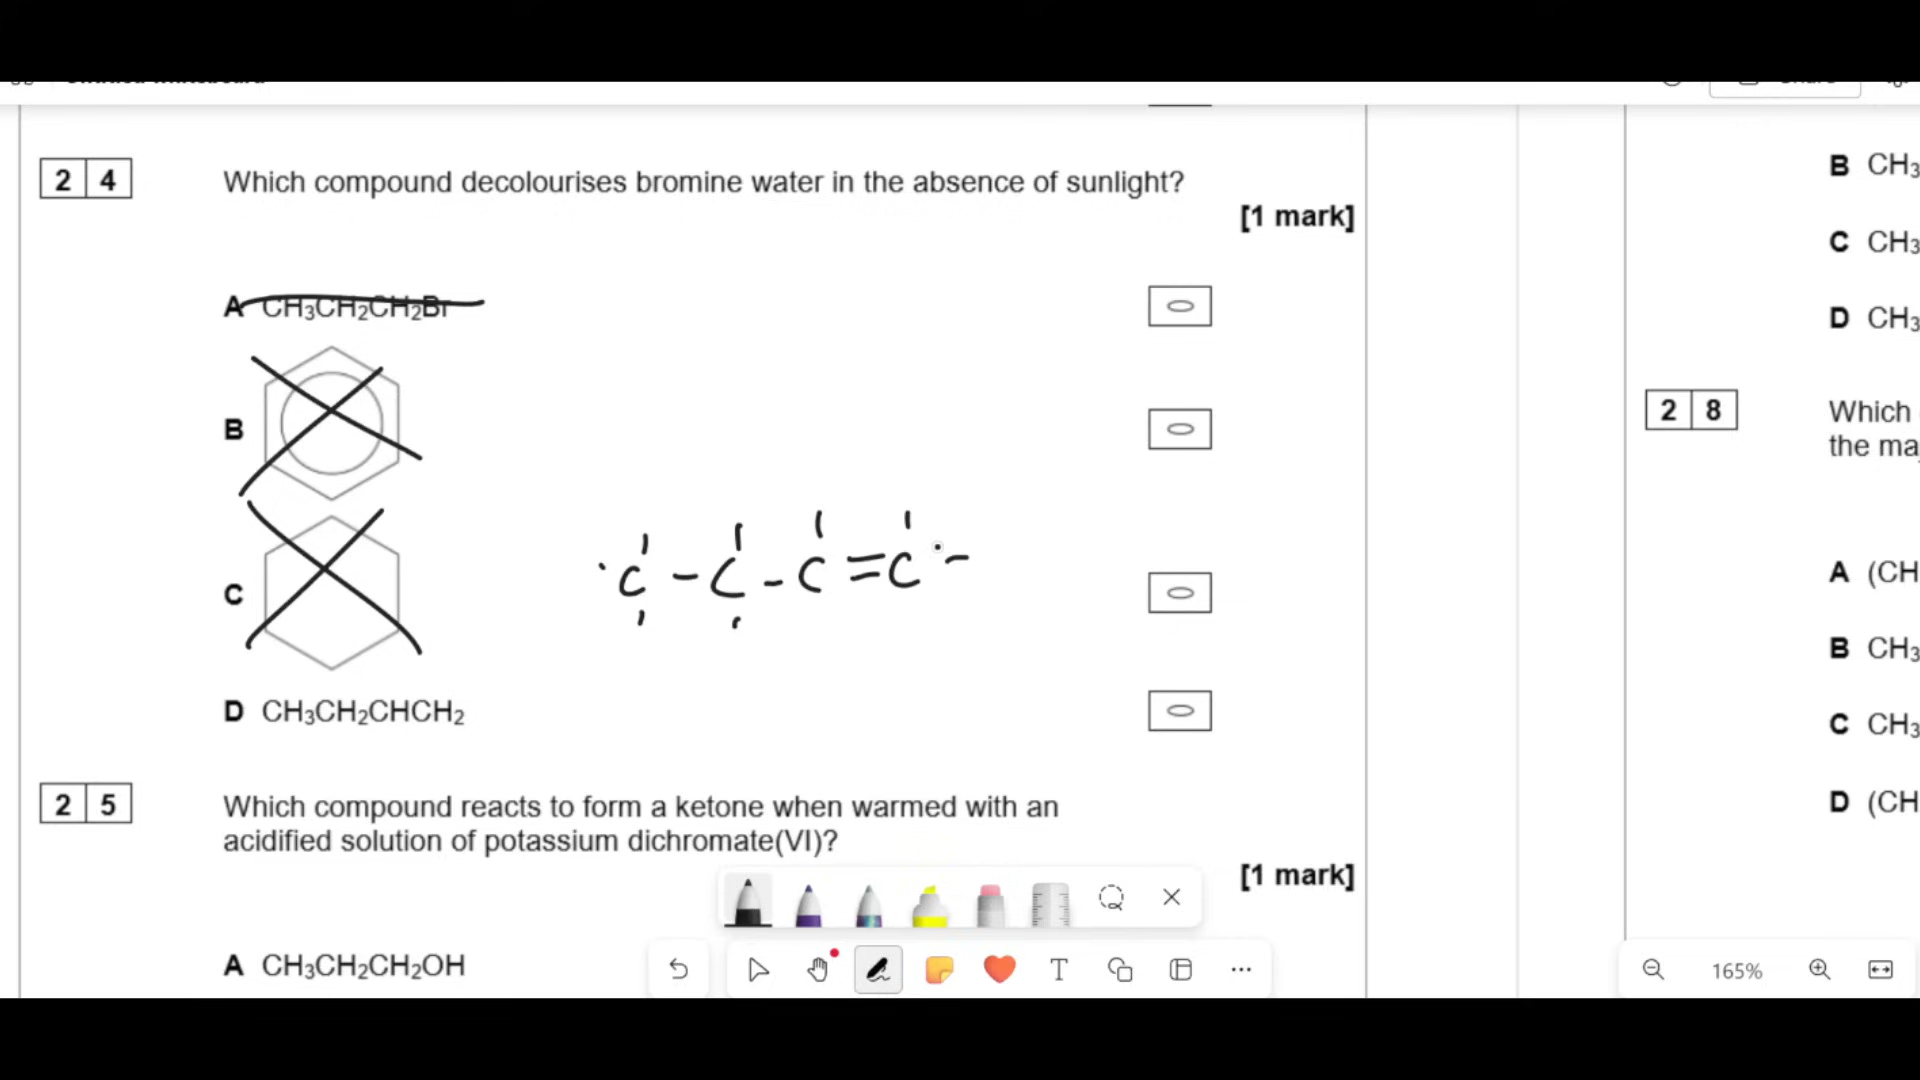 2 4
Which compound decolourises bromine water in the absence of sunlight?
[1 mark]
A CH₃CH₂CH₂Br
B
C
C - C - C = C -
D CH₃CH₂CHCH₂
2 5
Which compound reacts to form a ketone when warmed with an
acidified solution of potassium dichromate(VI)?
[1 mark]
A CH₃CH₂CH₂OH
B CH₃
C CH₃
D CH₃
2 8
Which
the ma
A (CH
B CH₃
C CH₃
D (CH
T
165%